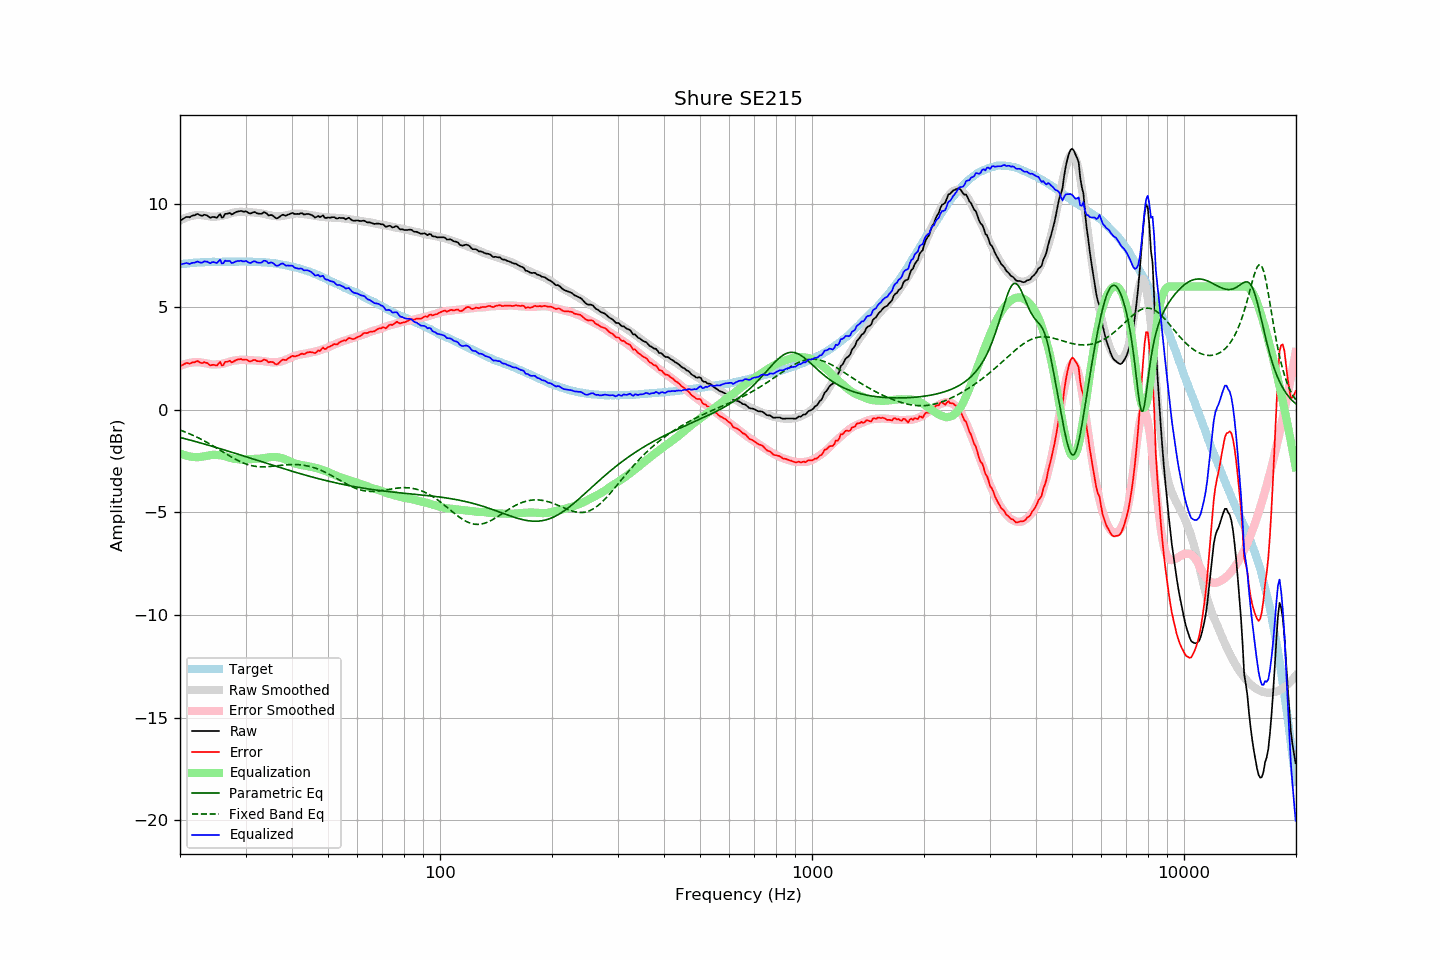 Shure SE215
Amplitude (dBr)
10
5
0
−5
−10
−15
−20
Target
Raw Smoothed
Error Smoothed
Raw
Error
Equalization
Parametric Eq
Fixed Band Eq
Equalized
100
1000
10000
Frequency (Hz)